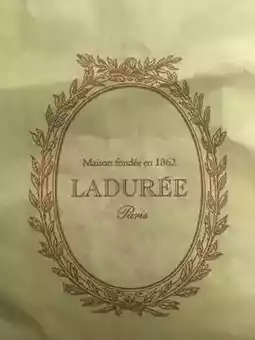 Maison fondée en 1862
LADURÉE
Paris